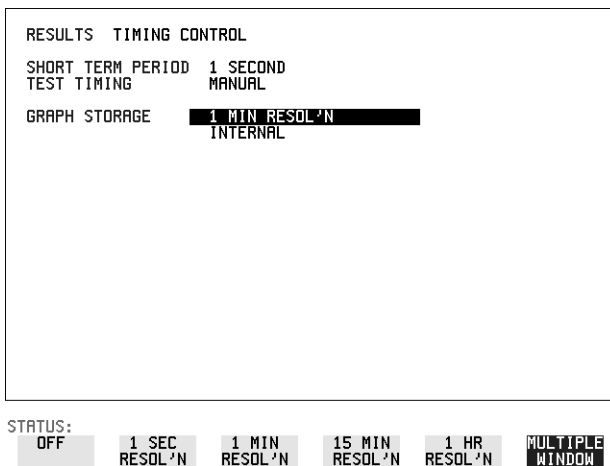 RESULTS TIMING CONTROL
SHORT TERM PERIOD 1 SECOND
TEST TIMING MANUAL
GRAPH STORAGE 1 MIN RESOL'N
INTERNAL
STATUS:
OFF 1 SEC RESOL'N 1 MIN RESOL'N 15 MIN RESOL'N 1 HR RESOL'N MULTIPLE WINDOW